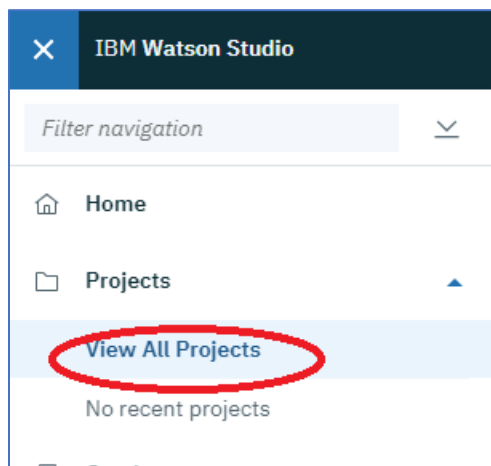 IBM Watson Studio
Filter navigation
Home
Projects
View All Projects
No recent projects